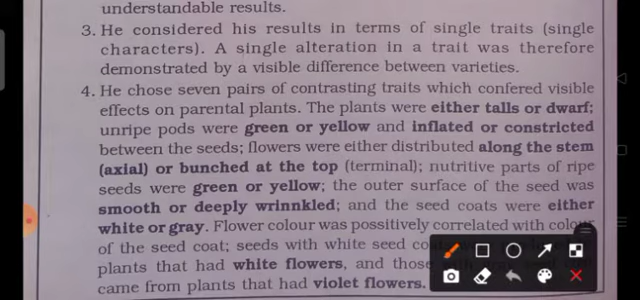 understandable results.
3. He considered his results in terms of single traits (single
characters). A single alteration in a trait was therefore
demonstrated by a visible difference between varieties.
4. He chose seven pairs of contrasting traits which confered visible
effects on parental plants. The plants were either talls or dwarf;
unripe pods were green or yellow and inflated or constricted
between the seeds; flowers were either distributed along the stem
(axial) or bunched at the top (terminal); nutritive parts of ripe
seeds were green or yellow; the outer surface of the seed was
smooth or deeply wrinnkled; and the seed coats were either
white or gray. Flower colour was possitively correlated with colour
of the seed coat; seeds with white seed
plants that had white flowers, and those
came from plants that had violet flowers.